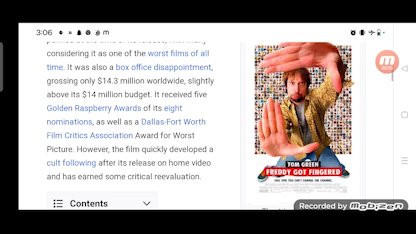 3:06
considering it as one of the worst films of all
time. It was also a box office disappointment,
grossing only $14.3 million worldwide, slightly
above its $14 million budget. It received five
Golden Raspberry Awards of its eight
nominations, as well as a Dallas-Fort Worth
Film Critics Association Award for Worst
Picture. However, the film quickly developed a
cult following after its release on home video
and has earned some critical reevaluation.
Contents
TOM GREEN
FREDDY GOT FINGERED
Recorded by Mobizen